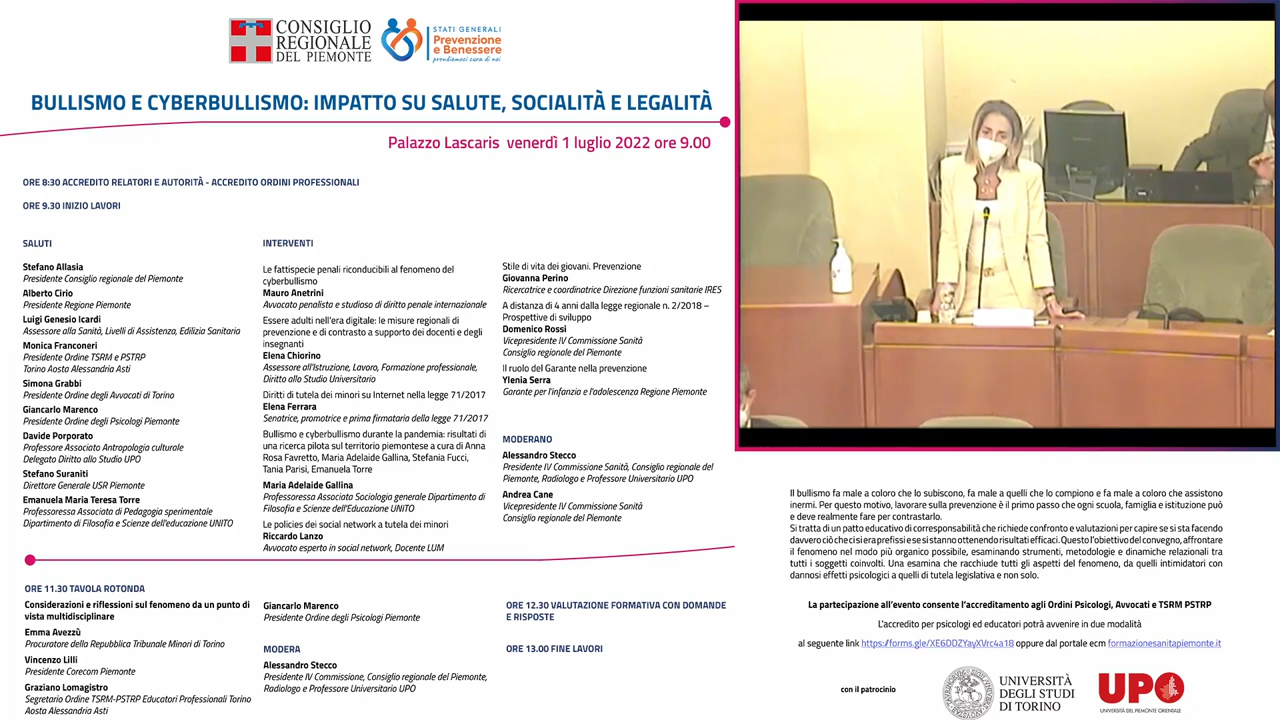 CONSIGLIO
REGIONALE
DEL PIEMONTE
STATI GENERALI
Prevenzione
e Benessere
prendiamoci cura di noi
BULLISMO E CYBERBULLISMO: IMPATTO SU SALUTE, SOCIALITÀ E LEGALITÀ
Palazzo Lascaris venerdì 1 luglio 2022 ore 9.00
ORE 8:30 ACCREDITO RELATORI E AUTORITÀ - ACCREDITO ORDINI PROFESSIONALI
ORE 9.30 INIZIO LAVORI
SALUTI
Stefano Allasia
Presidente Consiglio regionale del Piemonte
Alberto Cirio
Presidente Regione Piemonte
Luigi Genesio Icardi
Assessore alla Sanità, Livelli di Assistenza, Edilizia Sanitaria
Monica Franconeri
Presidente Ordine TSRM e PSTRP
Torino Aosta Alessandria Asti
Simona Grabbi
Presidente Ordine degli Avvocati di Torino
Giancarlo Marenco
Presidente Ordine degli Psicologi Piemonte
Davide Porporato
Professore Associato Antropologia culturale
Delegato Diritto allo Studio UPO
Stefano Suraniti
Direttore Generale USR Piemonte
Emanuela Maria Teresa Torre
Professoressa Associata di Pedagogia sperimentale
Dipartimento di Filosofia e Scienze dell'educazione UNITO
INTERVENTI
Le fattispecie penali riconducibili al fenomeno del
cyberbullismo
Mauro Anetrini
Avvocato penalista e studioso di diritto penale internazionale
Essere adulti nell'era digitale: le misure regionali di
prevenzione e di contrasto a supporto dei docenti e degli
insegnanti
Elena Chiorino
Assessore all'Istruzione, Lavoro, Formazione professionale,
Diritto allo Studio Universitario
Diritti di tutela dei minori su Internet nella legge 71/2017
Elena Ferrara
Senatrice, promotrice e prima firmataria della legge 71/2017
Bullismo e cyberbullismo durante la pandemia: risultati di
una ricerca pilota sul territorio piemontese a cura di Anna
Rosa Favretto, Maria Adelaide Gallina, Stefania Fucci,
Tania Parisi, Emanuela Torre
Maria Adelaide Gallina
Professoressa Associata Sociologia generale Dipartimento di
Filosofia e Scienze dell'Educazione UNITO
Le policies dei social network a tutela dei minori
Riccardo Lanzo
Avvocato esperto in social network, Docente LUM
Stile di vita dei giovani. Prevenzione
Giovanna Perino
Ricercatrice e coordinatrice Direzione funzioni sanitarie IRES
A distanza di 4 anni dalla legge regionale n. 2/2018 –
Prospettive di sviluppo
Domenico Rossi
Vicepresidente IV Commissione Sanità
Consiglio regionale del Piemonte
Il ruolo del Garante nella prevenzione
Ylenia Serra
Garante per l'infanzia e l'adolescenza Regione Piemonte
MODERANO
Alessandro Stecco
Presidente IV Commissione Sanità, Consiglio regionale del
Piemonte, Radiologo e Professore Universitario UPO
Andrea Cane
Vicepresidente IV Commissione Sanità
Consiglio regionale del Piemonte
ORE 11.30 TAVOLA ROTONDA
Considerazioni e riflessioni sul fenomeno da un punto di
vista multidisciplinare
Emma Avezzù
Procuratore della Repubblica Tribunale Minori di Torino
Vincenzo Lilli
Presidente Corecom Piemonte
Graziano Lomagistro
Segretario Ordine TSRM-PSTRP Educatori Professionali Torino
Aosta Alessandria Asti
Giancarlo Marenco
Presidente Ordine degli Psicologi Piemonte
MODERA
Alessandro Stecco
Presidente IV Commissione, Consiglio regionale del Piemonte,
Radiologo e Professore Universitario UPO
ORE 12.30 VALUTAZIONE FORMATIVA CON DOMANDE
E RISPOSTE
ORE 13.00 FINE LAVORI
Il bullismo fa male a coloro che lo subiscono, fa male a quelli che lo compiono e fa male a coloro che assistono
inermi. Per questo motivo, lavorare sulla prevenzione è il primo passo che ogni scuola, famiglia e istituzione può
e deve realmente fare per contrastarlo.
Si tratta di un patto educativo di corresponsabilità che richiede confronto e valutazioni per capire se si sta facendo
davvero ciò che ci si era prefissi e se si stanno ottenendo risultati efficaci. Questo l'obiettivo del convegno, affrontare
il fenomeno nel modo più organico possibile, esaminando strumenti, metodologie e dinamiche relazionali tra
tutti i soggetti coinvolti. Una esamina che racchiude tutti gli aspetti del fenomeno, da quelli intimidatori con
dannosi effetti psicologici a quelli di tutela legislativa e non solo.
La partecipazione all'evento consente l'accreditamento agli Ordini Psicologi, Avvocati e TSRM PSTRP
L'accredito per psicologi ed educatori potrà avvenire in due modalità
al seguente link https://forms.gle/XE6DDZYayXVrc4a18 oppure dal portale ecm formazionesanitapiemonte.it
con il patrocinio
UNIVERSITÀ
DEGLI STUDI
DI TORINO
UPO
UNIVERSITÀ DEL PIEMONTE ORIENTALE